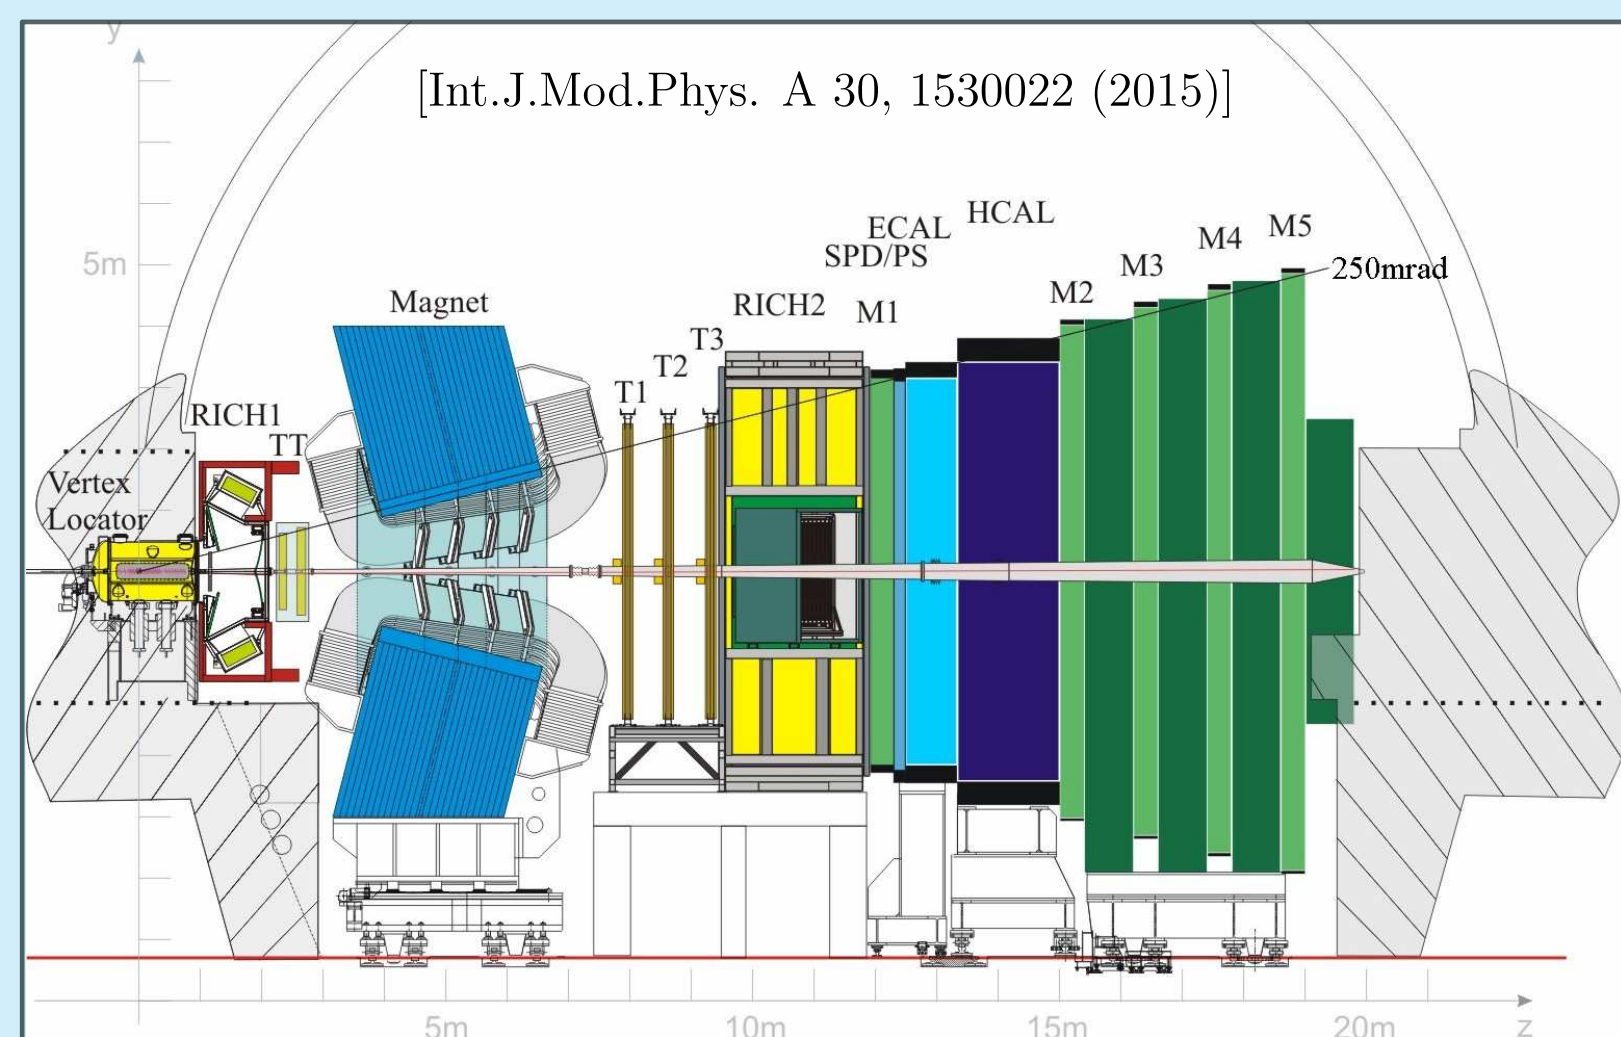 y
[Int.J.Mod.Phys. A 30, 1530022 (2015)]
HCAL
ECAL
SPD/PS
M5
M4
M3
M2
250mrad
5m
Magnet
RICH2
M1
T3
T2
T1
RICH1
TT
Vertex
Locator
5m
10m
15m
20m
z